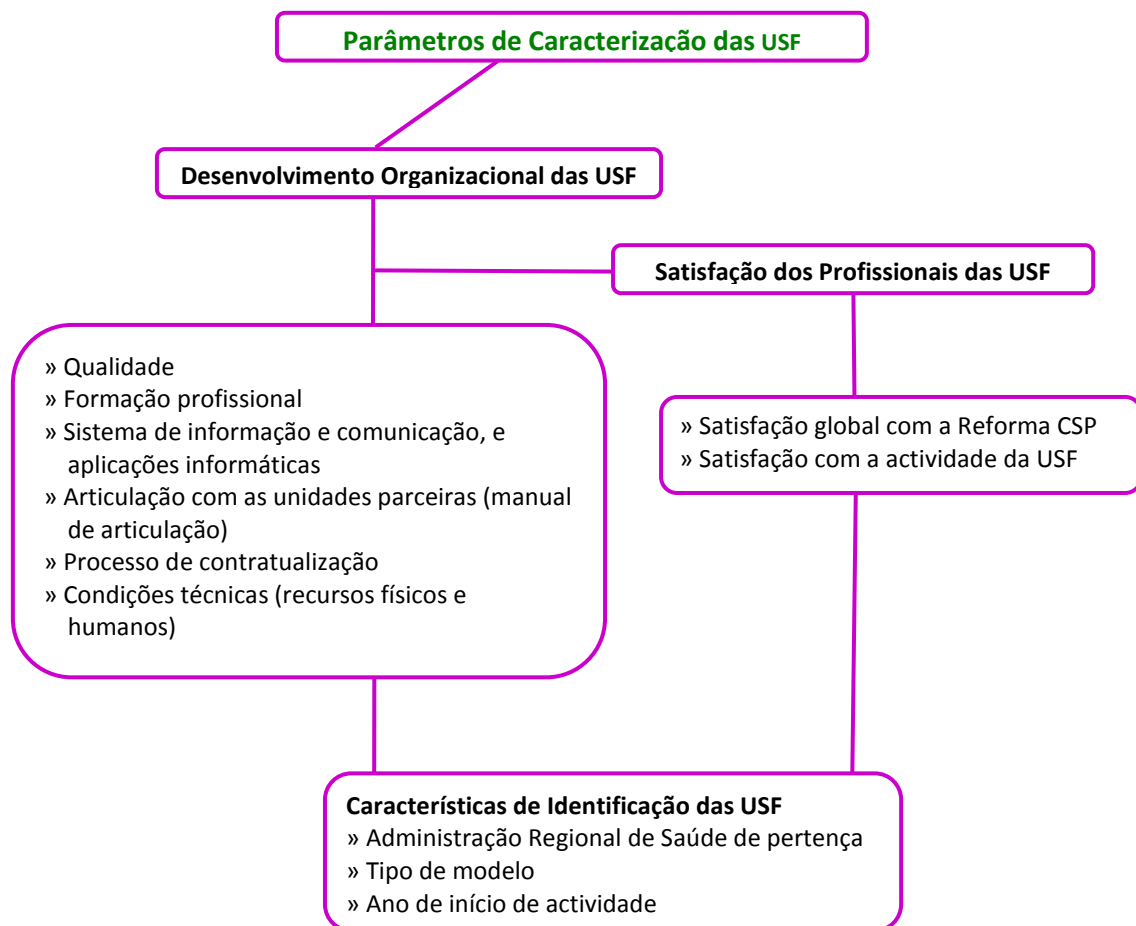 Parâmetros de Caracterização das USF
Desenvolvimento Organizacional das USF
Satisfação dos Profissionais das USF
» Qualidade
» Formação profissional
» Sistema de informação e comunicação, e
aplicações informáticas
» Articulação com as unidades parceiras (manual
de articulação)
» Processo de contratualização
» Condições técnicas (recursos físicos e
humanos)
» Satisfação global com a Reforma CSP
» Satisfação com a actividade da USF
Características de Identificação das USF
» Administração Regional de Saúde de pertença
» Tipo de modelo
» Ano de início de actividade